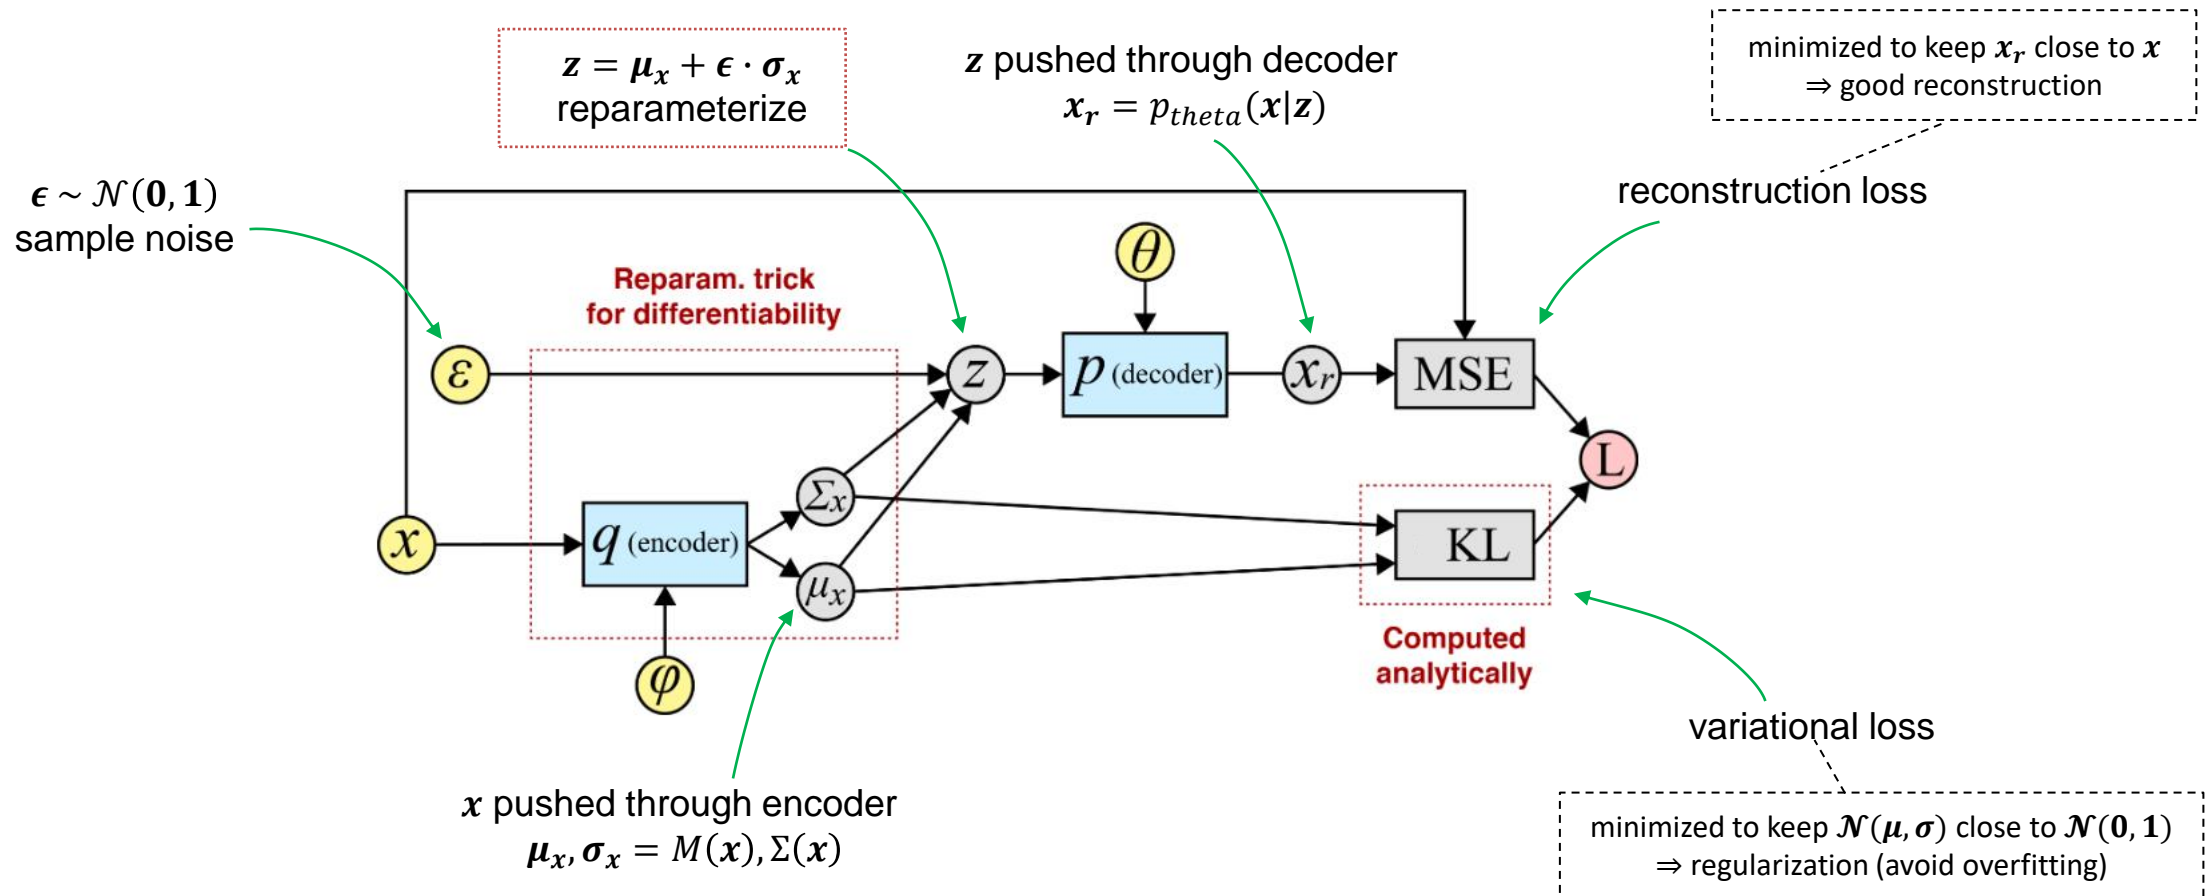 z = μₓ + ϵ · σₓ
reparameterize
z pushed through decoder
xᵣ = p_theta(x|z)
minimized to keep xᵣ close to x
⇒ good reconstruction
reconstruction loss
ϵ ~ 𝒩(0, 1)
sample noise
Reparam. trick
for differentiability
θ
ε
z
p (decoder)
xᵣ
MSE
L
Σₓ
x
q (encoder)
KL
μₓ
φ
Computed
analytically
variational loss
x pushed through encoder
μₓ, σₓ = M(x), Σ(x)
minimized to keep 𝒩(μ, σ) close to 𝒩(0, 1)
⇒ regularization (avoid overfitting)